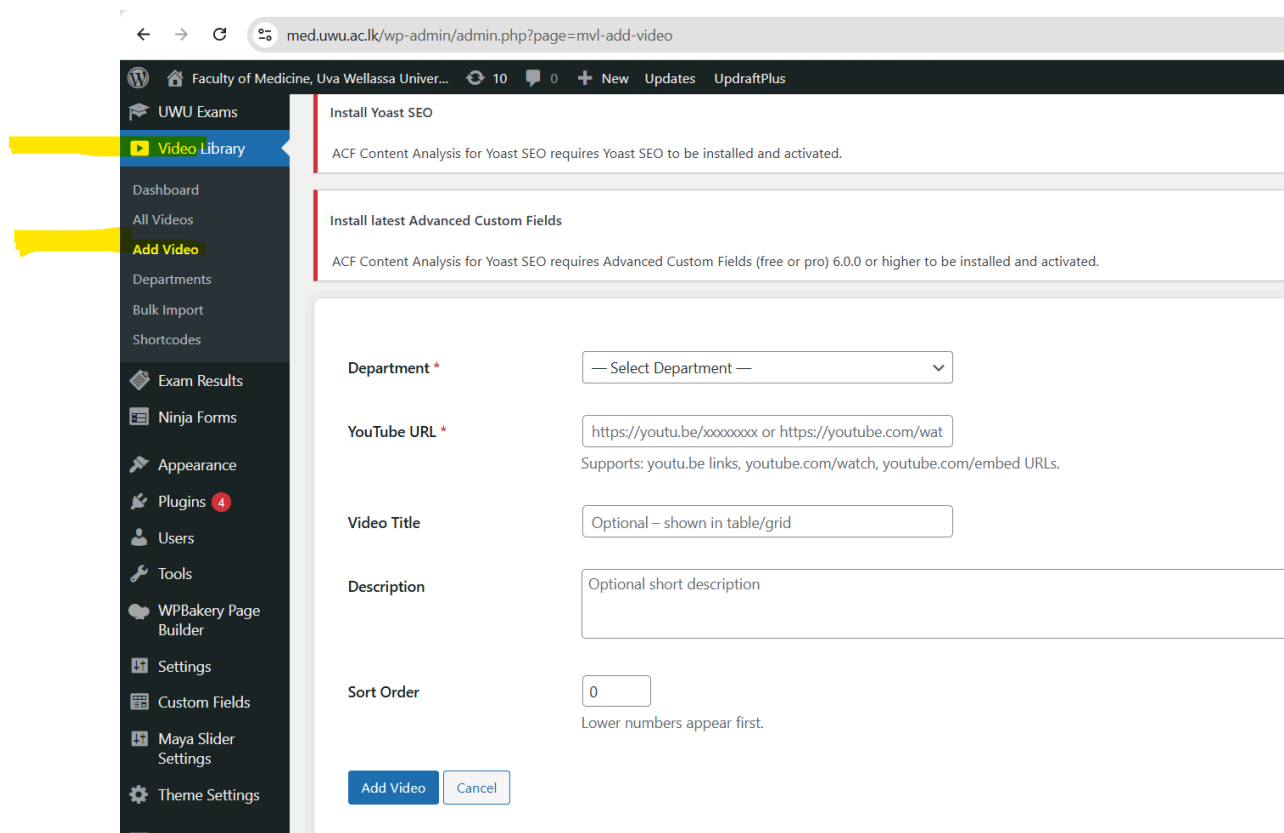 med.uwu.ac.lk/wp-admin/admin.php?page=mvl-add-video
Faculty of Medicine, Uva Wellassa Univer... 10 0 New Updates UpdraftPlus
UWU Exams
Video Library
Dashboard
All Videos
Add Video
Departments
Bulk Import
Shortcodes
Exam Results
Ninja Forms
Appearance
Plugins 4
Users
Tools
WPBakery Page
Builder
Settings
Custom Fields
Maya Slider
Settings
Theme Settings
Install Yoast SEO
ACF Content Analysis for Yoast SEO requires Yoast SEO to be installed and activated.
Install latest Advanced Custom Fields
ACF Content Analysis for Yoast SEO requires Advanced Custom Fields (free or pro) 6.0.0 or higher to be installed and activated.
Department * — Select Department —
YouTube URL * https://youtu.be/xxxxxxxx or https://youtube.com/wat
Supports: youtu.be links, youtube.com/watch, youtube.com/embed URLs.
Video Title Optional – shown in table/grid
Description Optional short description
Sort Order 0
Lower numbers appear first.
Add Video Cancel